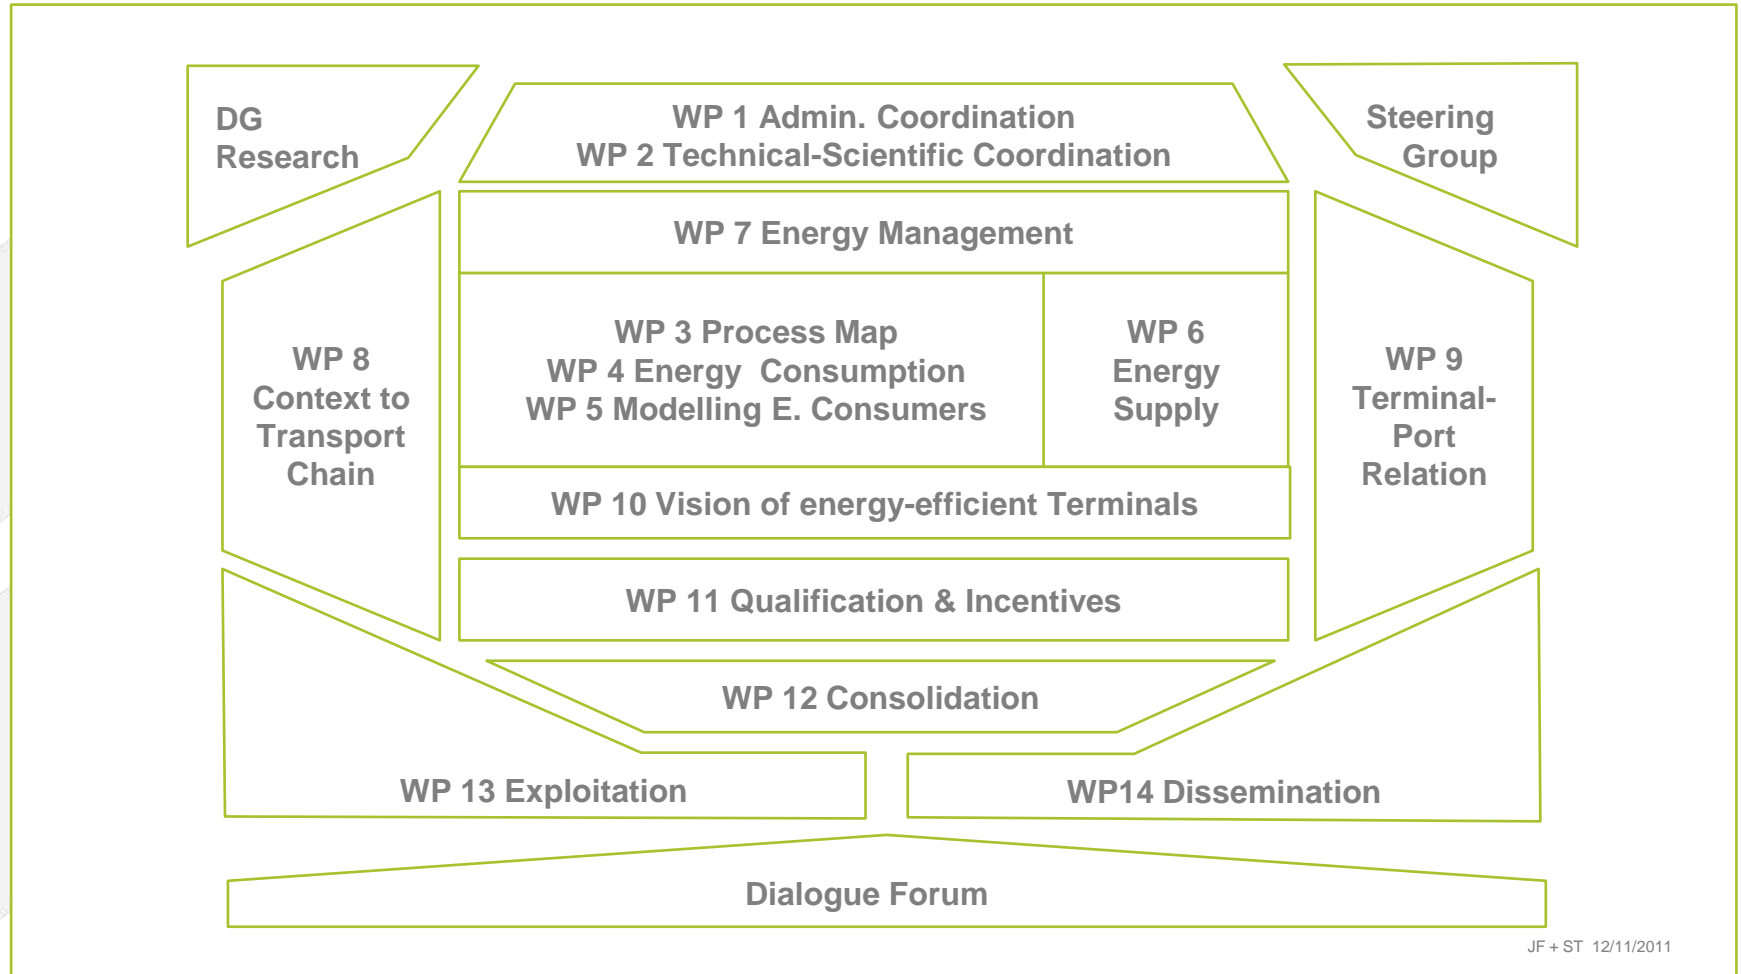 DG
Research
WP 1 Admin. Coordination
WP 2 Technical-Scientific Coordination
Steering
Group
WP 7 Energy Management
WP 8
Context to
Transport
Chain
WP 3 Process Map
WP 4 Energy  Consumption
WP 5 Modelling E. Consumers
WP 6
Energy
Supply
WP 9
Terminal-
Port
Relation
WP 10 Vision of energy-efficient Terminals
WP 11 Qualification & Incentives
WP 12 Consolidation
WP 13 Exploitation
WP14 Dissemination
Dialogue Forum
JF + ST 12/11/2011